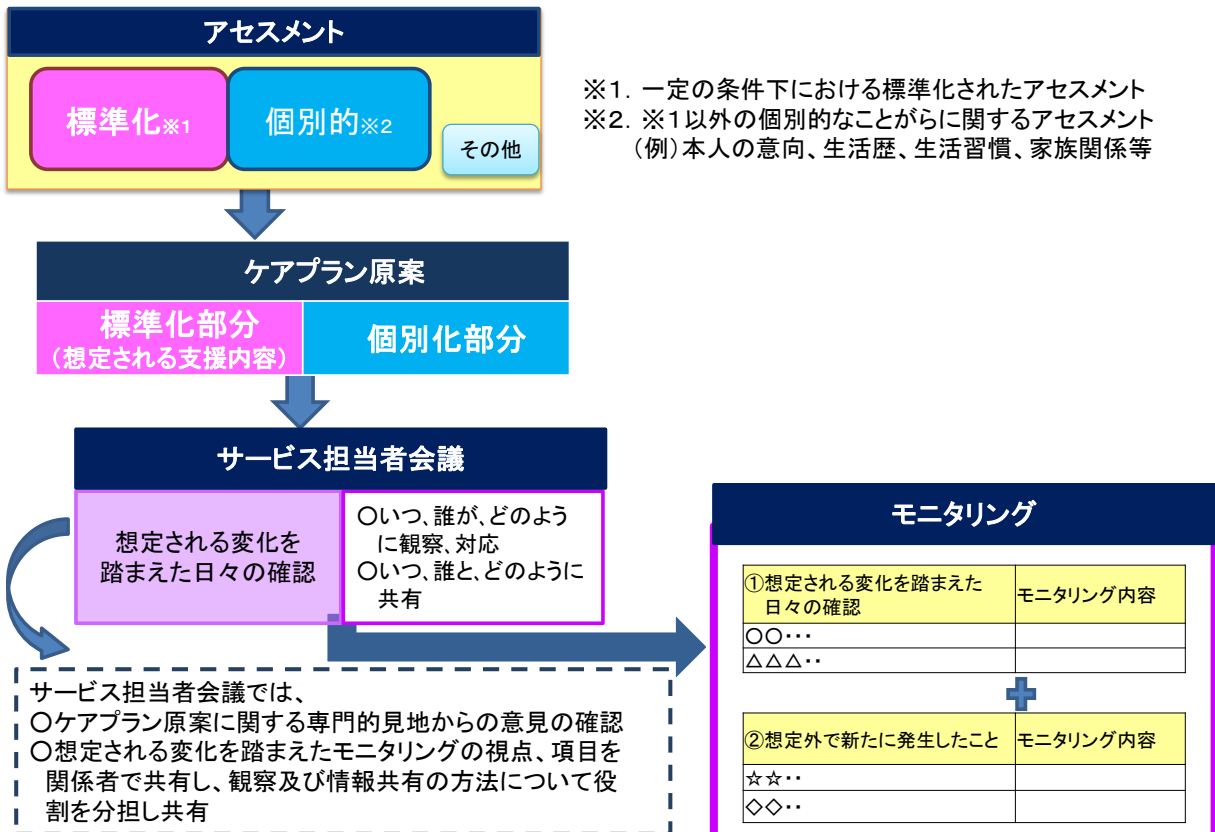 アセスメント
標準化※1
個別的※2
その他
※1．一定の条件下における標準化されたアセスメント
※2．※1以外の個別的なことがらに関するアセスメント
（例）本人の意向、生活歴、生活習慣、家族関係等
ケアプラン原案
標準化部分
（想定される支援内容）
個別化部分
サービス担当者会議
想定される変化を
踏まえた日々の確認
○いつ、誰が、どのよう
に観察、対応
○いつ、誰と、どのように
共有
サービス担当者会議では、
○ケアプラン原案に関する専門的見地からの意見の確認
○想定される変化を踏まえたモニタリングの視点、項目を
関係者で共有し、観察及び情報共有の方法について役
割を分担し共有
モニタリング
①想定される変化を踏まえた
日々の確認
モニタリング内容
○○・・・
△△△・・
②想定外で新たに発生したこと
モニタリング内容
☆☆・・
◇◇・・